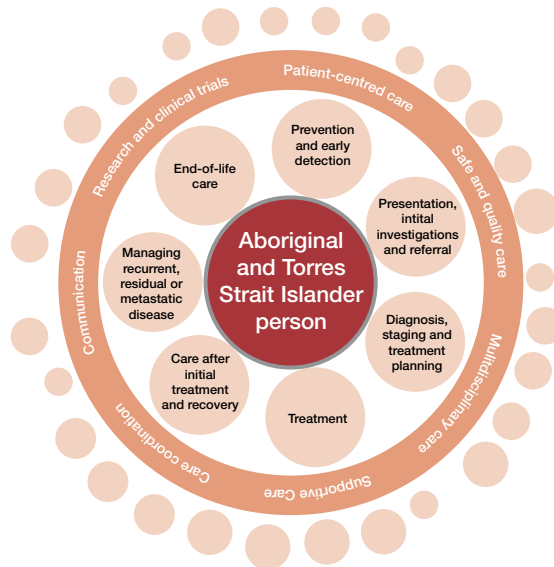 Patient-centred care
Safe and quality care
Mulitdisciplinary care
Supportive Care
Care coordination
Communication
Research and clinical trials
Prevention
and early
detection
Presentation,
intital
investigations
and referral
Diagnosis,
staging and
treatment
planning
Treatment
Care after
initial
treatment
and recovery
Managing
recurrent,
residual or
metastatic
disease
End-of-life
care
Aboriginal
and Torres
Strait Islander
person